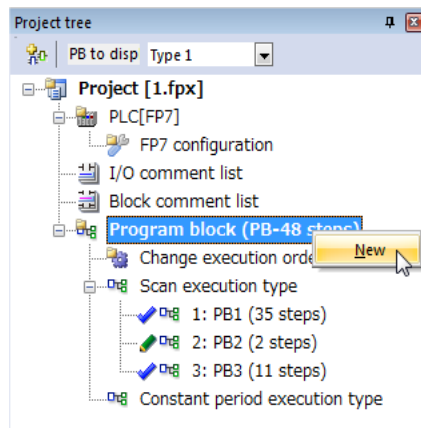 Project tree
PB to disp Type 1
Project [1.fpx]
PLC[FP7]
FP7 configuration
I/O comment list
Block comment list
Program block (PB-48 steps)
New
Change execution orde
Scan execution type
1: PB1 (35 steps)
2: PB2 (2 steps)
3: PB3 (11 steps)
Constant period execution type